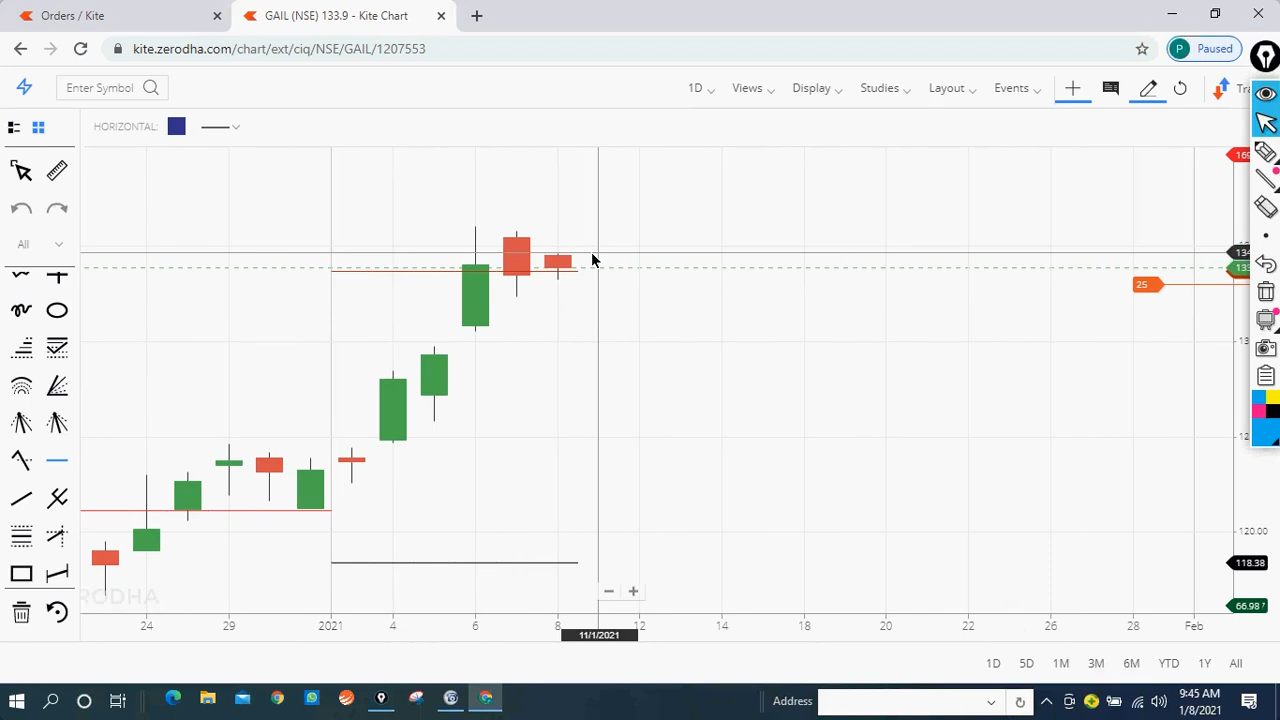 Orders / Kite
GAIL (NSE) 133.9 - Kite Chart
kite.zerodha.com/chart/ext/ciq/NSE/GAIL/1207553
P Paused
Enter Symbol
1D
Views
Display
Studies
Layout
Events
HORIZONTAL:
All
25
120.00
118.38
66.98
24 29 2021 4 5 6 8 12 14 18 20 22 26 28 Feb
11/1/2021
1D 5D 1M 3M 6M YTD 1Y All
Address
9:45 AM
1/8/2021